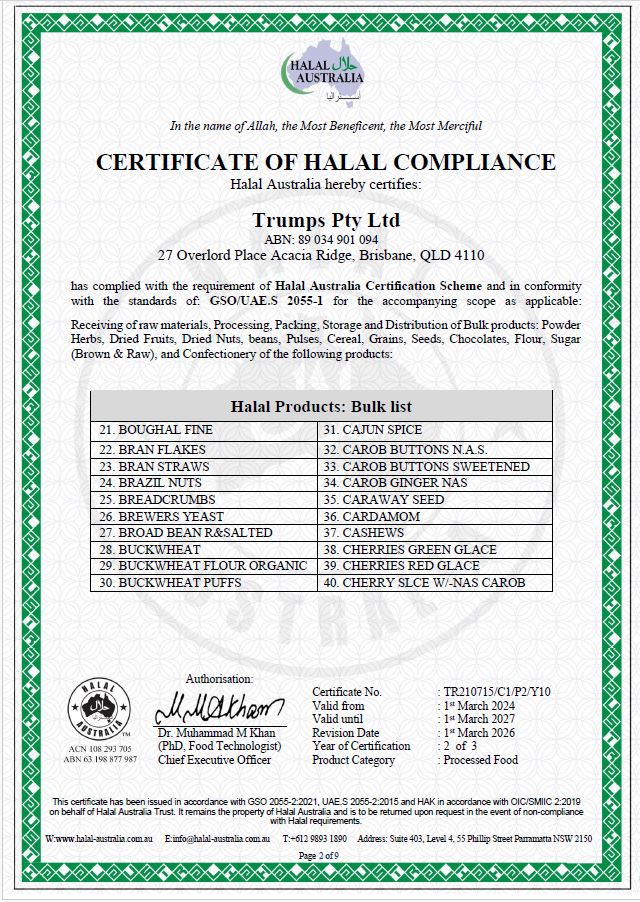 HALAL حلال
AUSTRALIA
أستراليا
In the name of Allah, the Most Beneficent, the Most Merciful
CERTIFICATE OF HALAL COMPLIANCE
Halal Australia hereby certifies:
Trumps Pty Ltd
ABN: 89 034 901 094
27 Overlord Place Acacia Ridge, Brisbane, QLD 4110
has complied with the requirement of Halal Australia Certification Scheme and in conformity
with the standards of: GSO/UAE.S 2055-1 for the accompanying scope as applicable:
Receiving of raw materials, Processing, Packing, Storage and Distribution of Bulk products: Powder
Herbs, Dried Fruits, Dried Nuts, beans, Pulses, Cereal, Grains, Seeds, Chocolates, Flour, Sugar
(Brown & Raw), and Confectionery of the following products:
Halal Products: Bulk list
21. BOUGHAL FINE 31. CAJUN SPICE
22. BRAN FLAKES 32. CAROB BUTTONS N.A.S.
23. BRAN STRAWS 33. CAROB BUTTONS SWEETENED
24. BRAZIL NUTS 34. CAROB GINGER NAS
25. BREADCRUMBS 35. CARAWAY SEED
26. BREWERS YEAST 36. CARDAMOM
27. BROAD BEAN R&SALTED 37. CASHEWS
28. BUCKWHEAT 38. CHERRIES GREEN GLACE
29. BUCKWHEAT FLOUR ORGANIC 39. CHERRIES RED GLACE
30. BUCKWHEAT PUFFS 40. CHERRY SLCE W/-NAS CAROB
HALAL
حلال
AUSTRALIA
TM
ACN 108 293 705
ABN 63 198 877 987
Authorisation:
M.M.Akham
Dr. Muhammad M Khan
(PhD, Food Technologist)
Chief Executive Officer
Certificate No. : TR210715/C1/P2/Y10
Valid from : 1st March 2024
Valid until : 1st March 2027
Revision Date : 1st March 2026
Year of Certification : 2 of 3
Product Category : Processed Food
This certificate has been issued in accordance with GSO 2055-2:2021, UAE.S 2055-2:2015 and HAK in accordance with OIC/SMIIC 2:2019
on behalf of Halal Australia Trust. It remains the property of Halal Australia and is to be returned upon request in the event of non-compliance
with Halal requirements.
W:www.halal-australia.com.au E:info@halal-australia.com.au T:+612 9893 1890 Address: Suite 403, Level 4, 55 Phillip Street Parramatta NSW 2150
Page 2 of 9